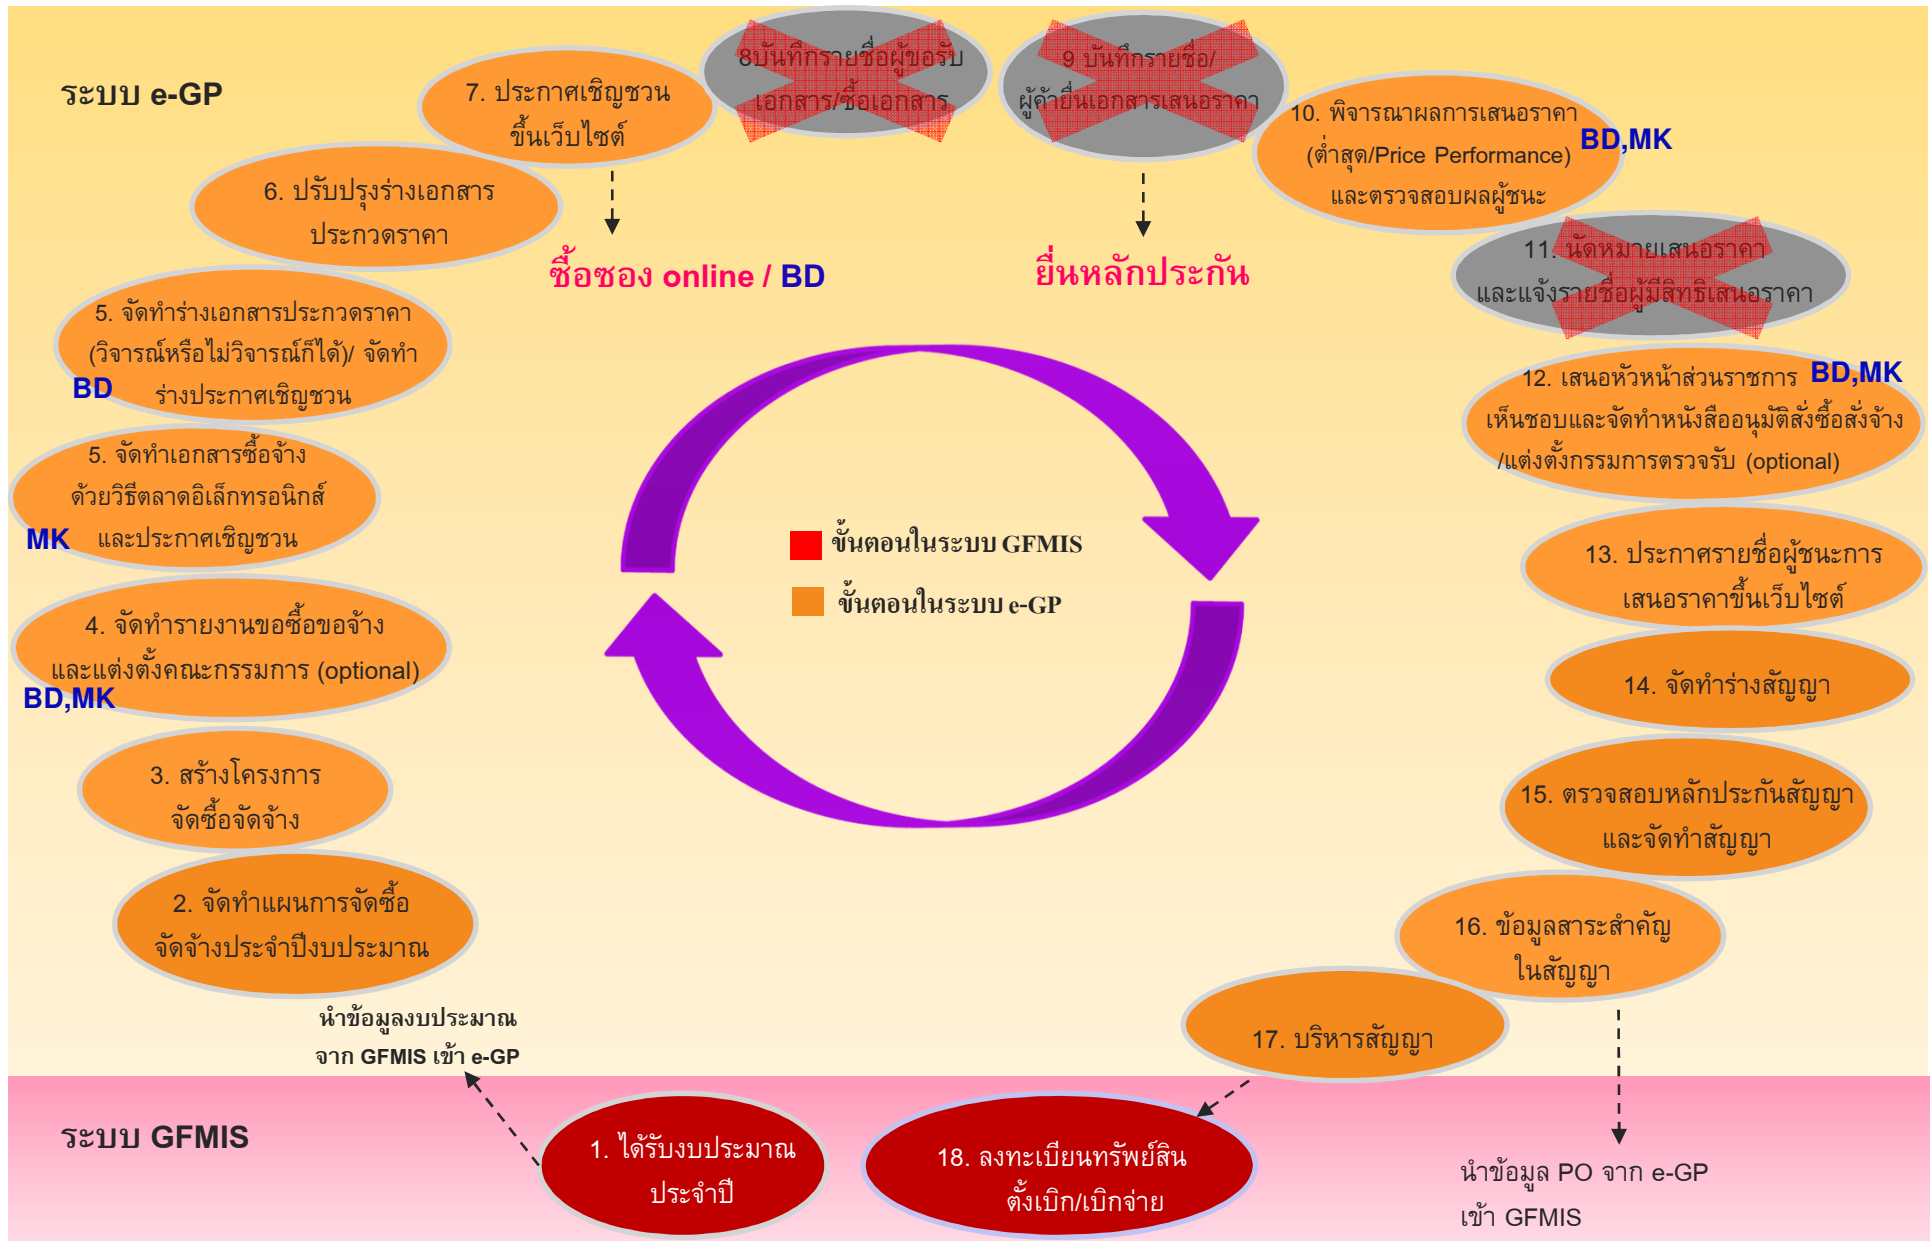 ระบบ e-GP
7. ประกาศเชิญชวน
ขึ้นเว็บไซต์
8บันทึกรายชื่อผู้ขอรับ
เอกสาร/ซื้อเอกสาร
9 บันทึกรายชื่อ/
ผู้ค้ายื่นเอกสารเสนอราคา
10. พิจารณาผลการเสนอราคา
(ต่ำสุด/Price Performance)
และตรวจสอบผลผู้ชนะ
BD,MK
6. ปรับปรุงร่างเอกสาร
ประกวดราคา
ซื้อซอง online / BD
ยื่นหลักประกัน
11. นัดหมายเสนอราคา
และแจ้งรายชื่อผู้มีสิทธิเสนอราคา
5. จัดทำร่างเอกสารประกวดราคา
(วิจารณ์หรือไม่วิจารณ์ก็ได้)/ จัดทำ
ร่างประกาศเชิญชวน
BD
12. เสนอหัวหน้าส่วนราชการ
เห็นชอบและจัดทำหนังสืออนุมัติสั่งซื้อสั่งจ้าง
/แต่งตั้งกรรมการตรวจรับ (optional)
BD,MK
5. จัดทำเอกสารซื้อจ้าง
ด้วยวิธีตลาดอิเล็กทรอนิกส์
และประกาศเชิญชวน
MK
ขั้นตอนในระบบ GFMIS
ขั้นตอนในระบบ e-GP
13. ประกาศรายชื่อผู้ชนะการ
เสนอราคาขึ้นเว็บไซต์
4. จัดทำรายงานขอซื้อขอจ้าง
และแต่งตั้งคณะกรรมการ (optional)
BD,MK
14. จัดทำร่างสัญญา
3. สร้างโครงการ
จัดซื้อจัดจ้าง
15. ตรวจสอบหลักประกันสัญญา
และจัดทำสัญญา
2. จัดทำแผนการจัดซื้อ
จัดจ้างประจำปีงบประมาณ
16. ข้อมูลสาระสำคัญ
ในสัญญา
นำข้อมูลงบประมาณ
จาก GFMIS เข้า e-GP
17. บริหารสัญญา
ระบบ GFMIS
1. ได้รับงบประมาณ
ประจำปี
18. ลงทะเบียนทรัพย์สิน
ตั้งเบิก/เบิกจ่าย
นำข้อมูล PO จาก e-GP
เข้า GFMIS